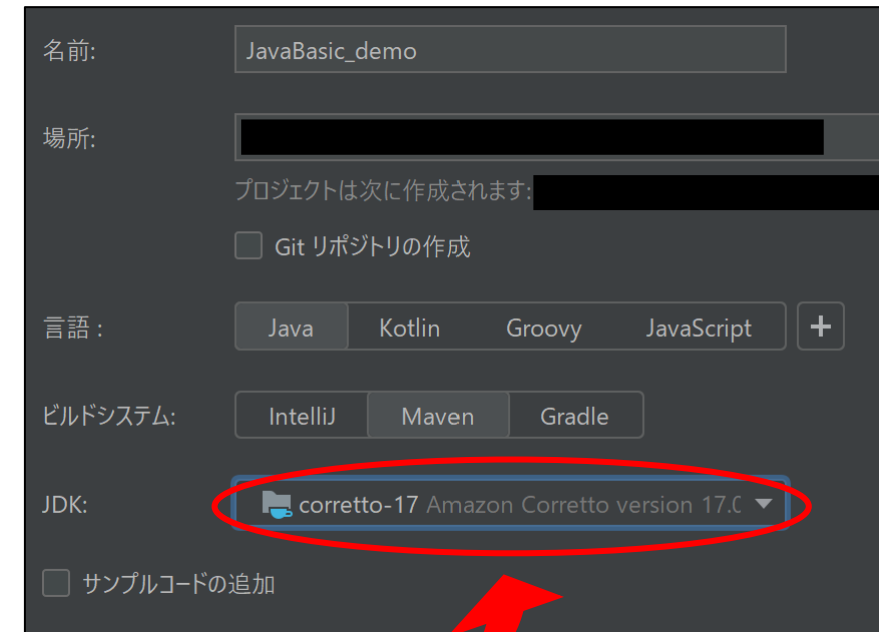 名前: JavaBasic_demo
場所:
プロジェクトは次に作成されます:
Git リポジトリの作成
言語 : Java Kotlin Groovy JavaScript +
ビルドシステム: IntelliJ Maven Gradle
JDK: corretto-17 Amazon Corretto version 17.0
サンプルコードの追加